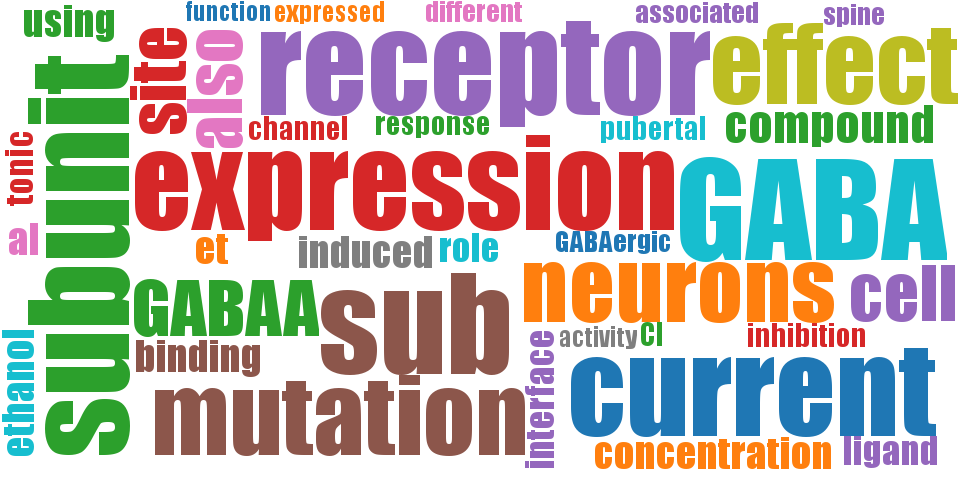 using
function
expressed
different
associated
spine
site
also
receptor
effect
subunit
channel
response
pubertal
compound
tonic
expression
GABA
al
et
induced
role
GABAergic
neurons
cell
GABAA
sub
binding
activity
Cl
inhibition
ethanol
interface
current
mutation
concentration
ligand